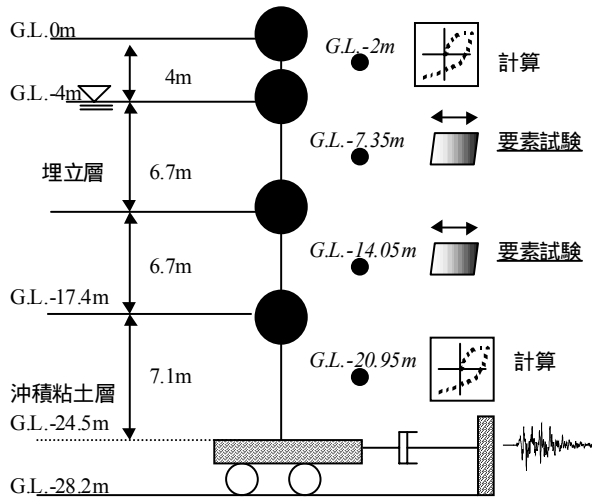 G.L.0m
G.L.-2m
計算
4m
G.L.-4m
G.L.-7.35m
要素試験
埋立層
6.7m
G.L.-14.05m
要素試験
6.7m
G.L.-17.4m
G.L.-20.95m
計算
7.1m
沖積粘土層
G.L.-24.5m
G.L.-28.2m